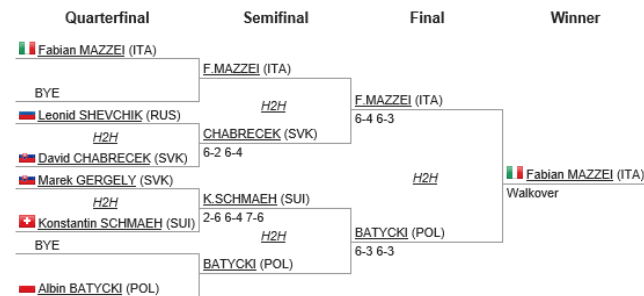 Quarterfinal Semifinal Final Winner
Fabian MAZZEI (ITA)
F.MAZZEI (ITA)
BYE
H2H
F.MAZZEI (ITA)
Leonid SHEVCHIK (RUS)
6-4 6-3
H2H
CHABRECEK (SVK)
David CHABRECEK (SVK)
6-2 6-4
Marek GERGELY (SVK)
H2H
Fabian MAZZEI (ITA)
Walkover
H2H
K.SCHMAEH (SUI)
2-6 6-4 7-6
Konstantin SCHMAEH (SUI)
H2H
BATYCKI (POL)
BYE
6-3 6-3
BATYCKI (POL)
Albin BATYCKI (POL)